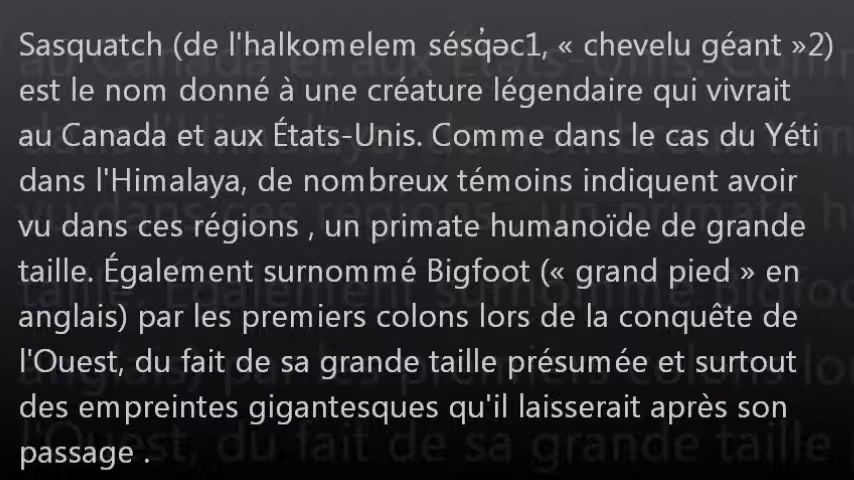 Sasquatch (de l'halkomelem sésq̓əc1, « chevelu géant »2)
est le nom donné à une créature légendaire qui vivrait
au Canada et aux États-Unis. Comme dans le cas du Yéti
dans l'Himalaya, de nombreux témoins indiquent avoir
vu dans ces régions , un primate humanoïde de grande
taille. Également surnommé Bigfoot (« grand pied » en
anglais) par les premiers colons lors de la conquête de
l'Ouest, du fait de sa grande taille présumée et surtout
des empreintes gigantesques qu'il laisserait après son
passage .